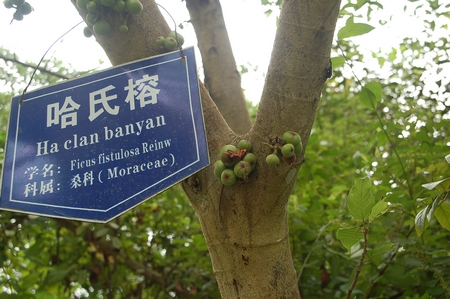 哈氏榕
Ha clan banyan
学名：Ficus fistulosa Reinw
科属：桑科（Moraceae）